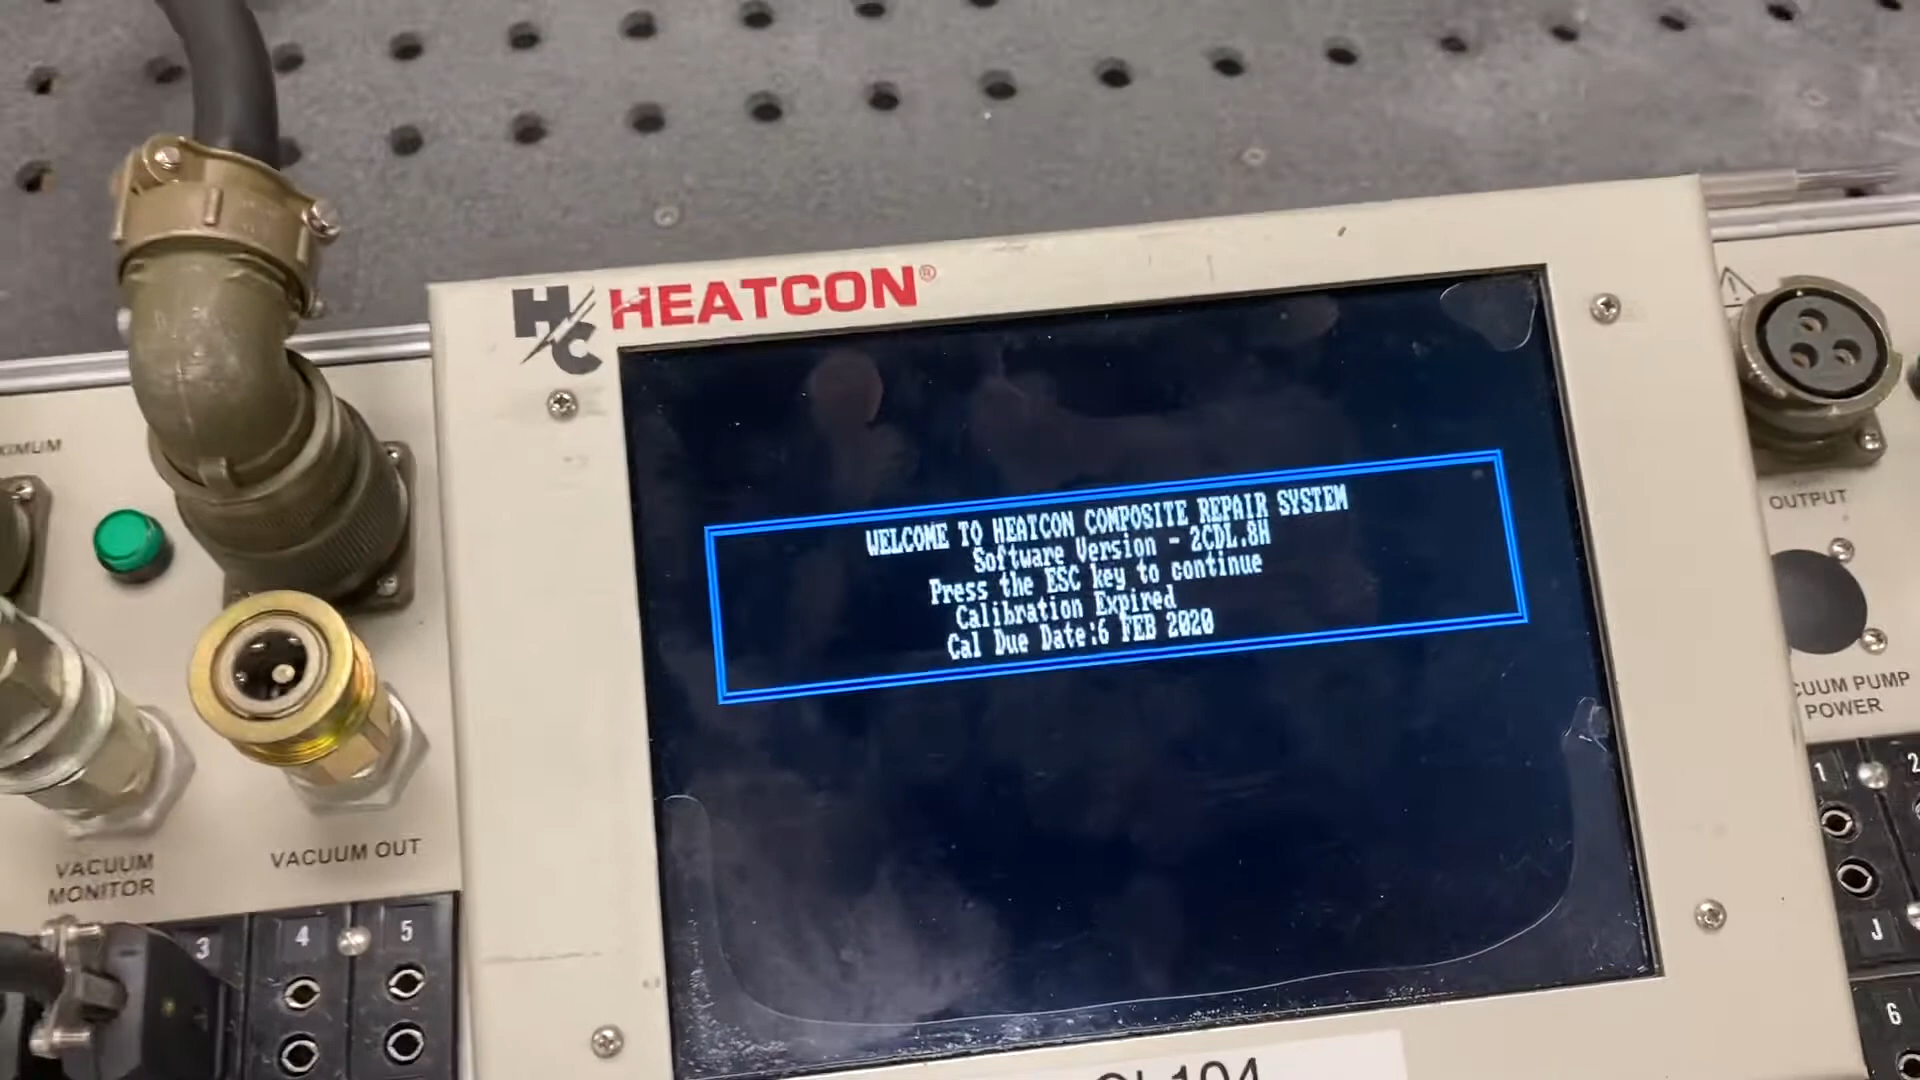 HC HEATCON®
WELCOME TO HEATCON COMPOSITE REPAIR SYSTEM
Software Version - 2CDL.8H
Press the ESC key to continue
Calibration Expired
Cal Due Date:6 FEB 2020
OUTPUT
PUMP
POWER
VACUUM
MONITOR
VACUUM OUT
3
4
5
1
2
J
6